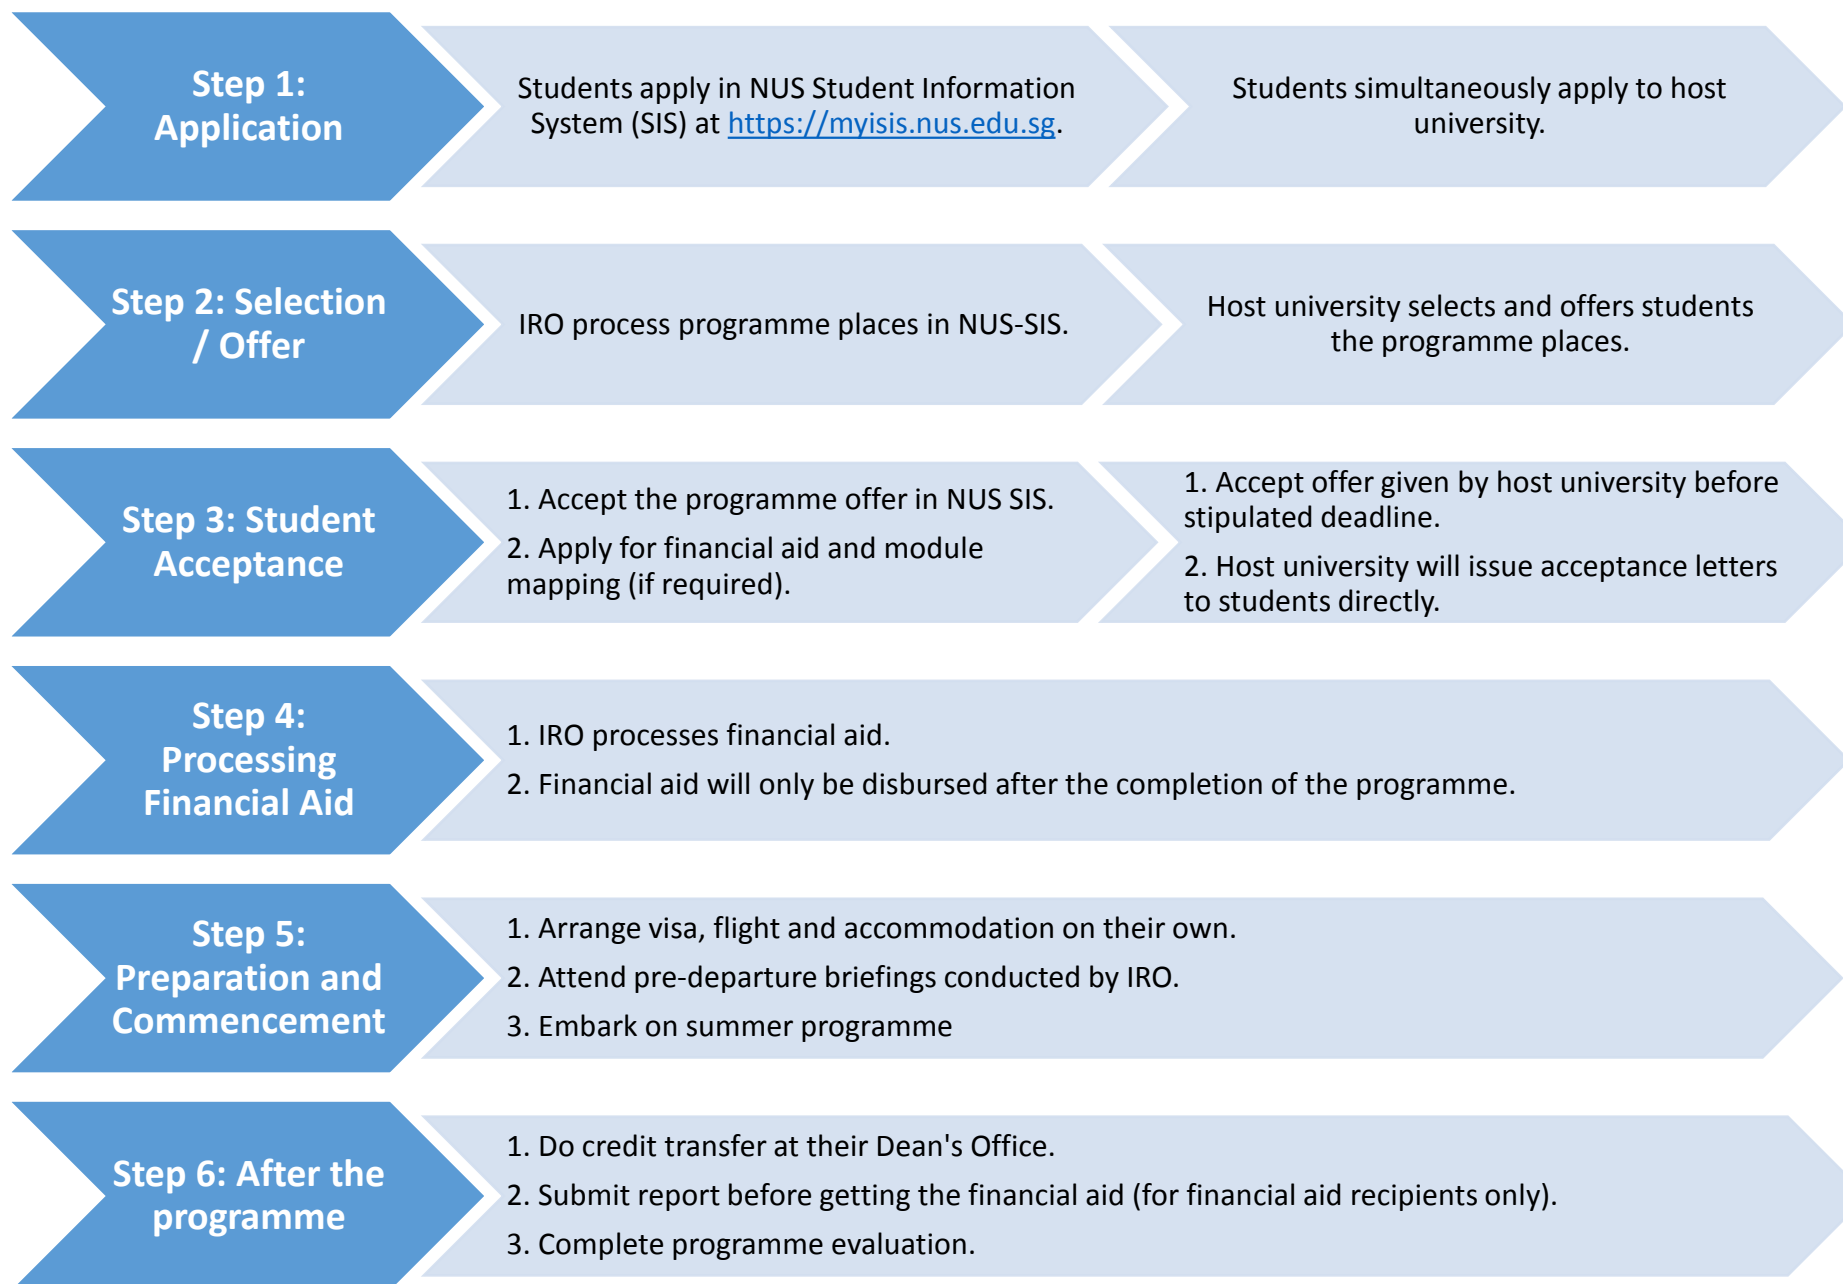 Step 1:
Application
Students apply in NUS Student Information
System (SIS) at https://myisis.nus.edu.sg.
Students simultaneously apply to host
university.
Step 2: Selection
/ Offer
IRO process programme places in NUS-SIS.
Host university selects and offers students
the programme places.
Step 3: Student
Acceptance
1. Accept the programme offer in NUS SIS.
2. Apply for financial aid and module
mapping (if required).
1. Accept offer given by host university before
stipulated deadline.
2. Host university will issue acceptance letters
to students directly.
Step 4:
Processing
Financial Aid
1. IRO processes financial aid.
2. Financial aid will only be disbursed after the completion of the programme.
Step 5:
Preparation and
Commencement
1. Arrange visa, flight and accommodation on their own.
2. Attend pre-departure briefings conducted by IRO.
3. Embark on summer programme
Step 6: After the
programme
1. Do credit transfer at their Dean's Office.
2. Submit report before getting the financial aid (for financial aid recipients only).
3. Complete programme evaluation.